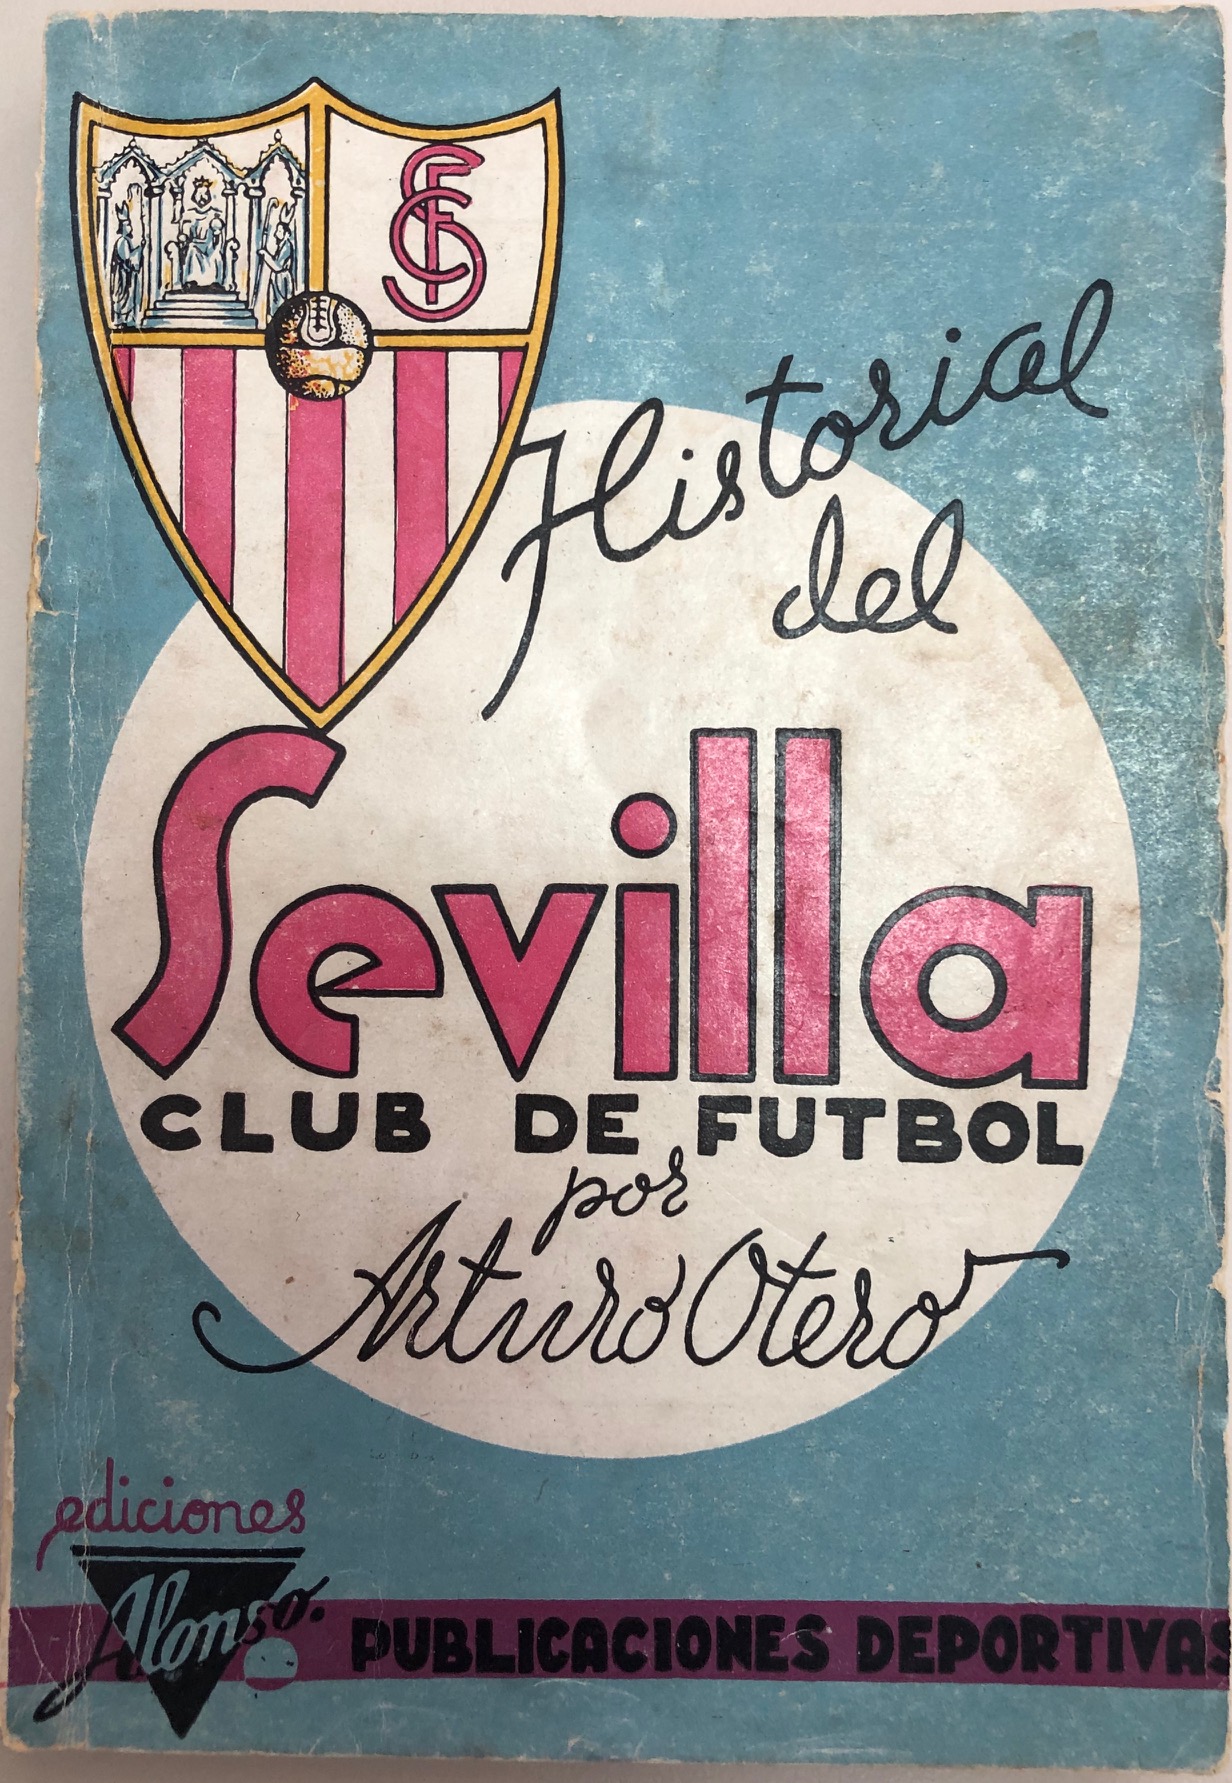 SFC
Historial
del
Sevilla
CLUB DE FUTBOL
por
Arturo Otero
ediciones
Alonso.
PUBLICACIONES DEPORTIVAS